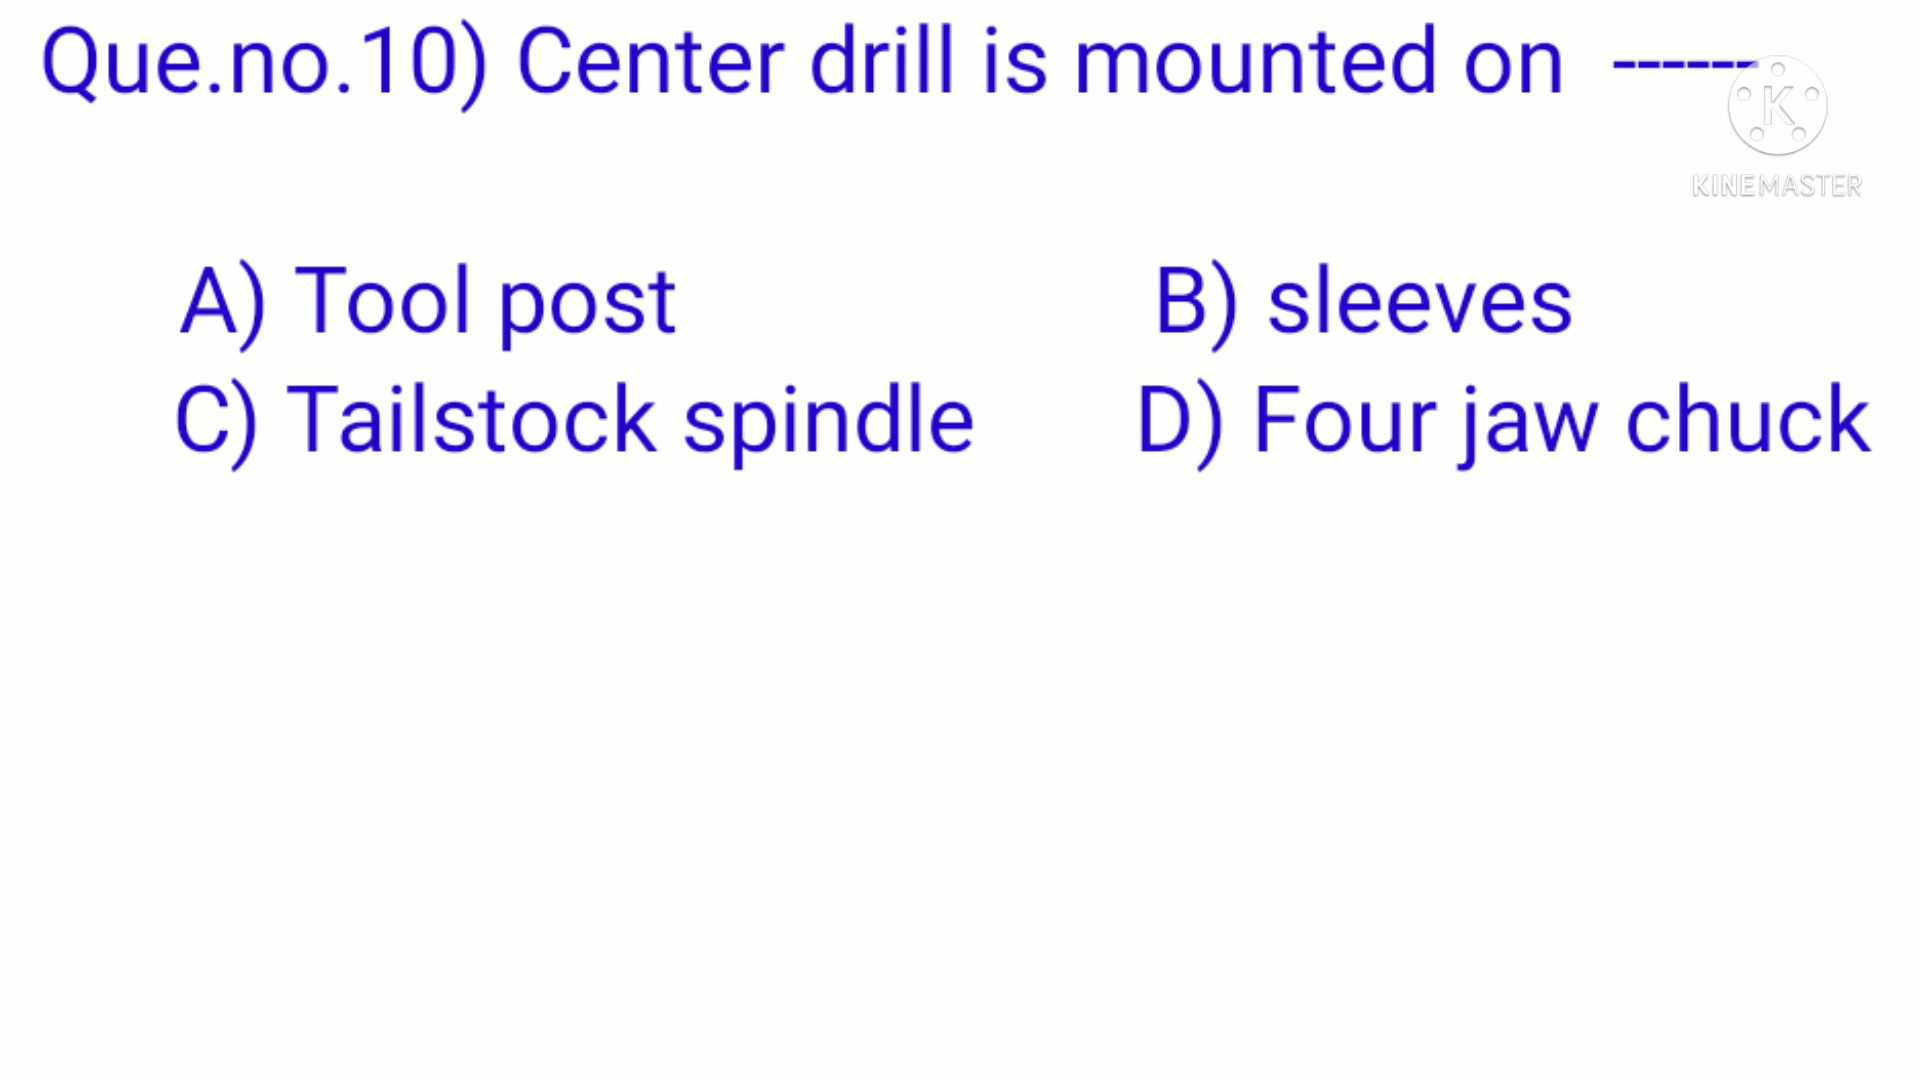 Que.no.10) Center drill is mounted on ------
K
KINEMASTER
A) Tool post B) sleeves
C) Tailstock spindle D) Four jaw chuck